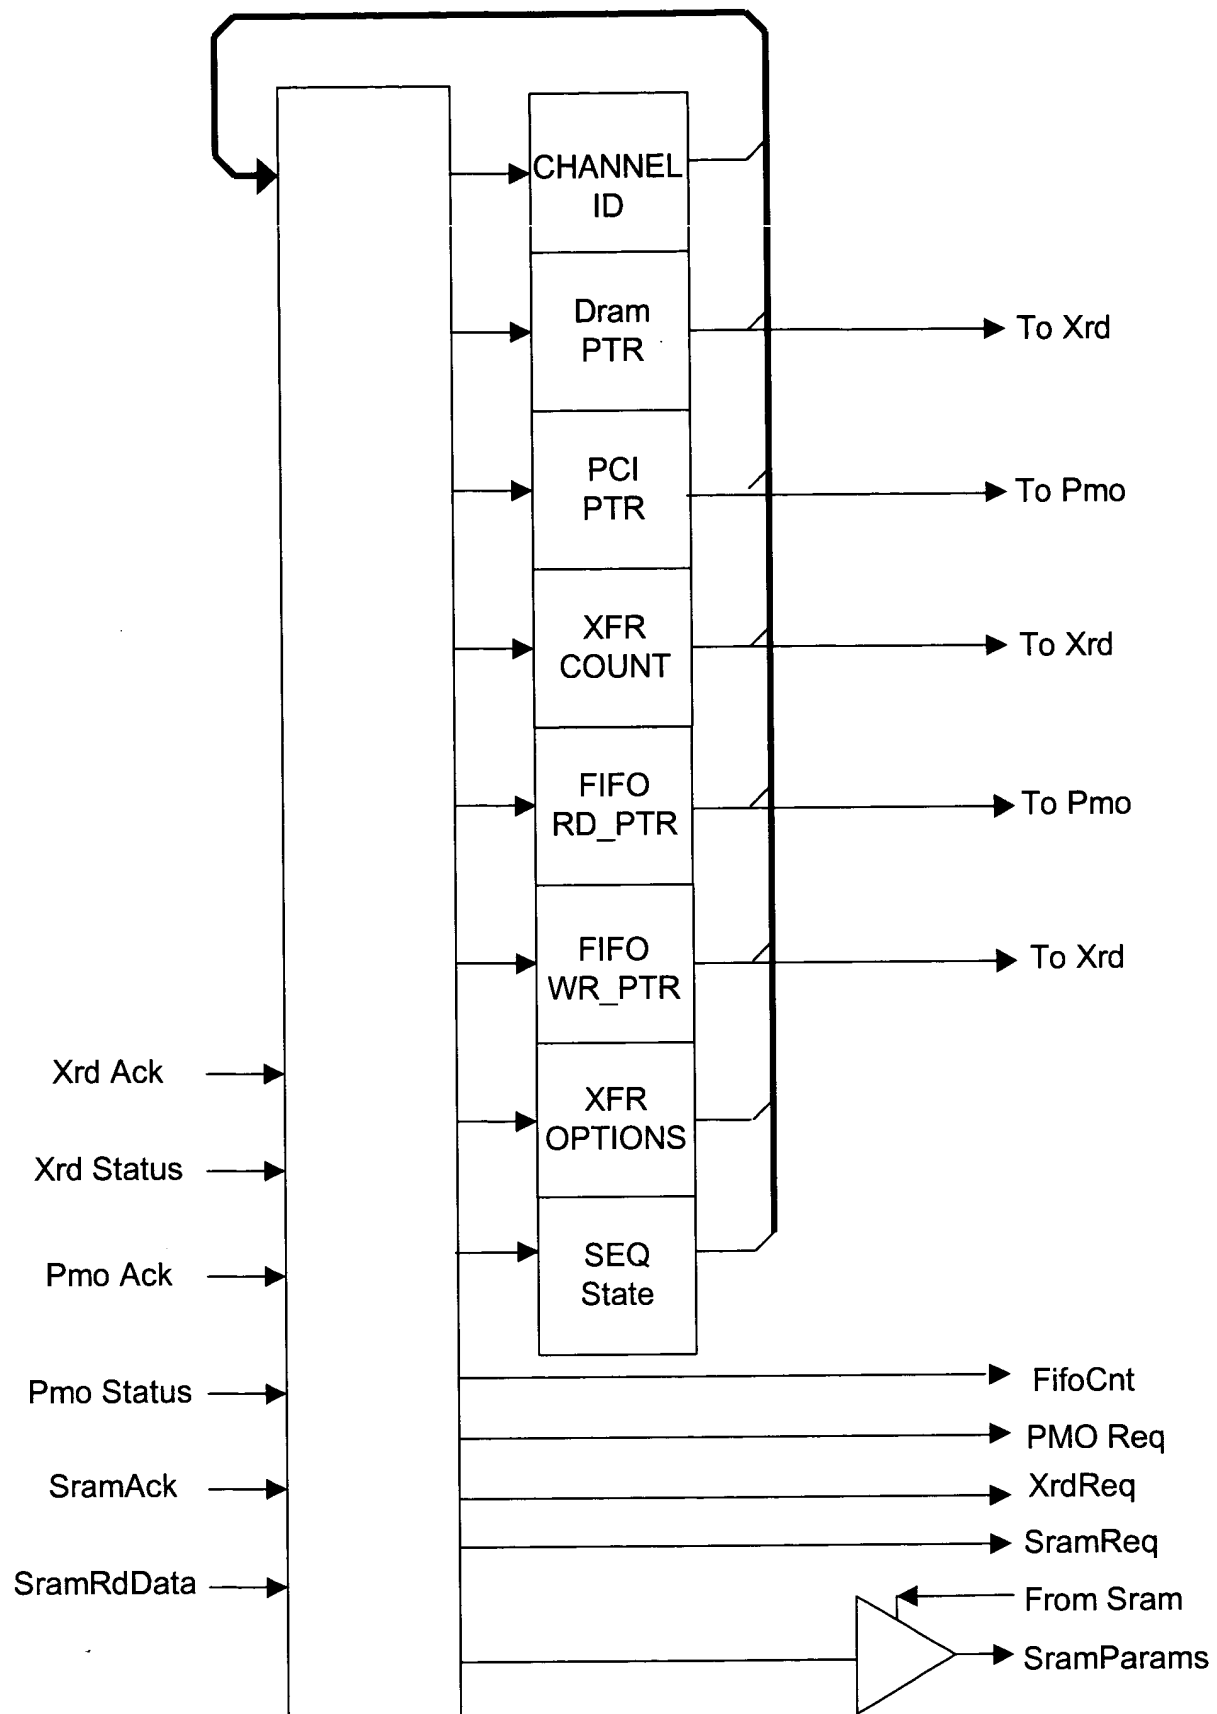 CHANNEL
ID
Dram
PTR
To Xrd
PCI
PTR
To Pmo
XFR
COUNT
To Xrd
FIFO
RD_PTR
To Pmo
FIFO
WR_PTR
To Xrd
Xrd Ack
XFR
OPTIONS
Xrd Status
SEQ
State
Pmo Ack
Pmo Status
FifoCnt
PMO Req
SramAck
XrdReq
SramReq
SramRdData
From Sram
SramParams